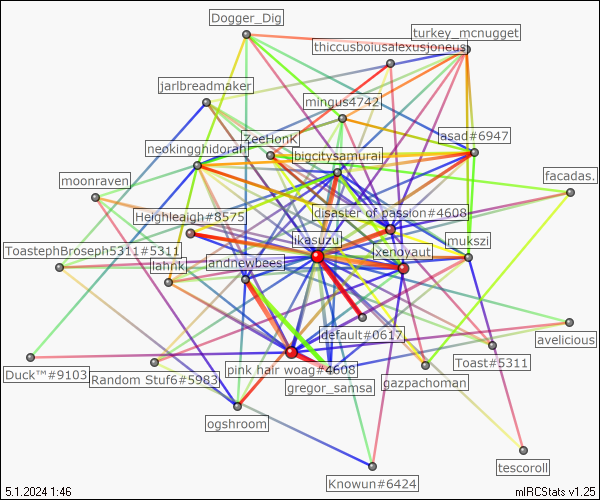 Dogger_Dig
turkey_mcnugget
thiccusboiusalexusjoneus
jarlbreadmaker
mingus4742
ZeeHonK
lasad#6947
neokingghidorah
bigcitysamurai
moonraven
facadas.
Heighleaigh#8575
disaster of passion#4608
ikasuzu
mukszi
ToastephBroseph5311#5311
xenoyaut
lahnk
andrewbees
default#0617
avelicious
Duck™#9103
Random Stuf6#5983
pink hair woag#4608
Toast#5311
gregor_samsa
gazpachoman
ogshroom
tescoroll
Knowun#6424
5.1.2024 1:46
mIRCStats v1.25